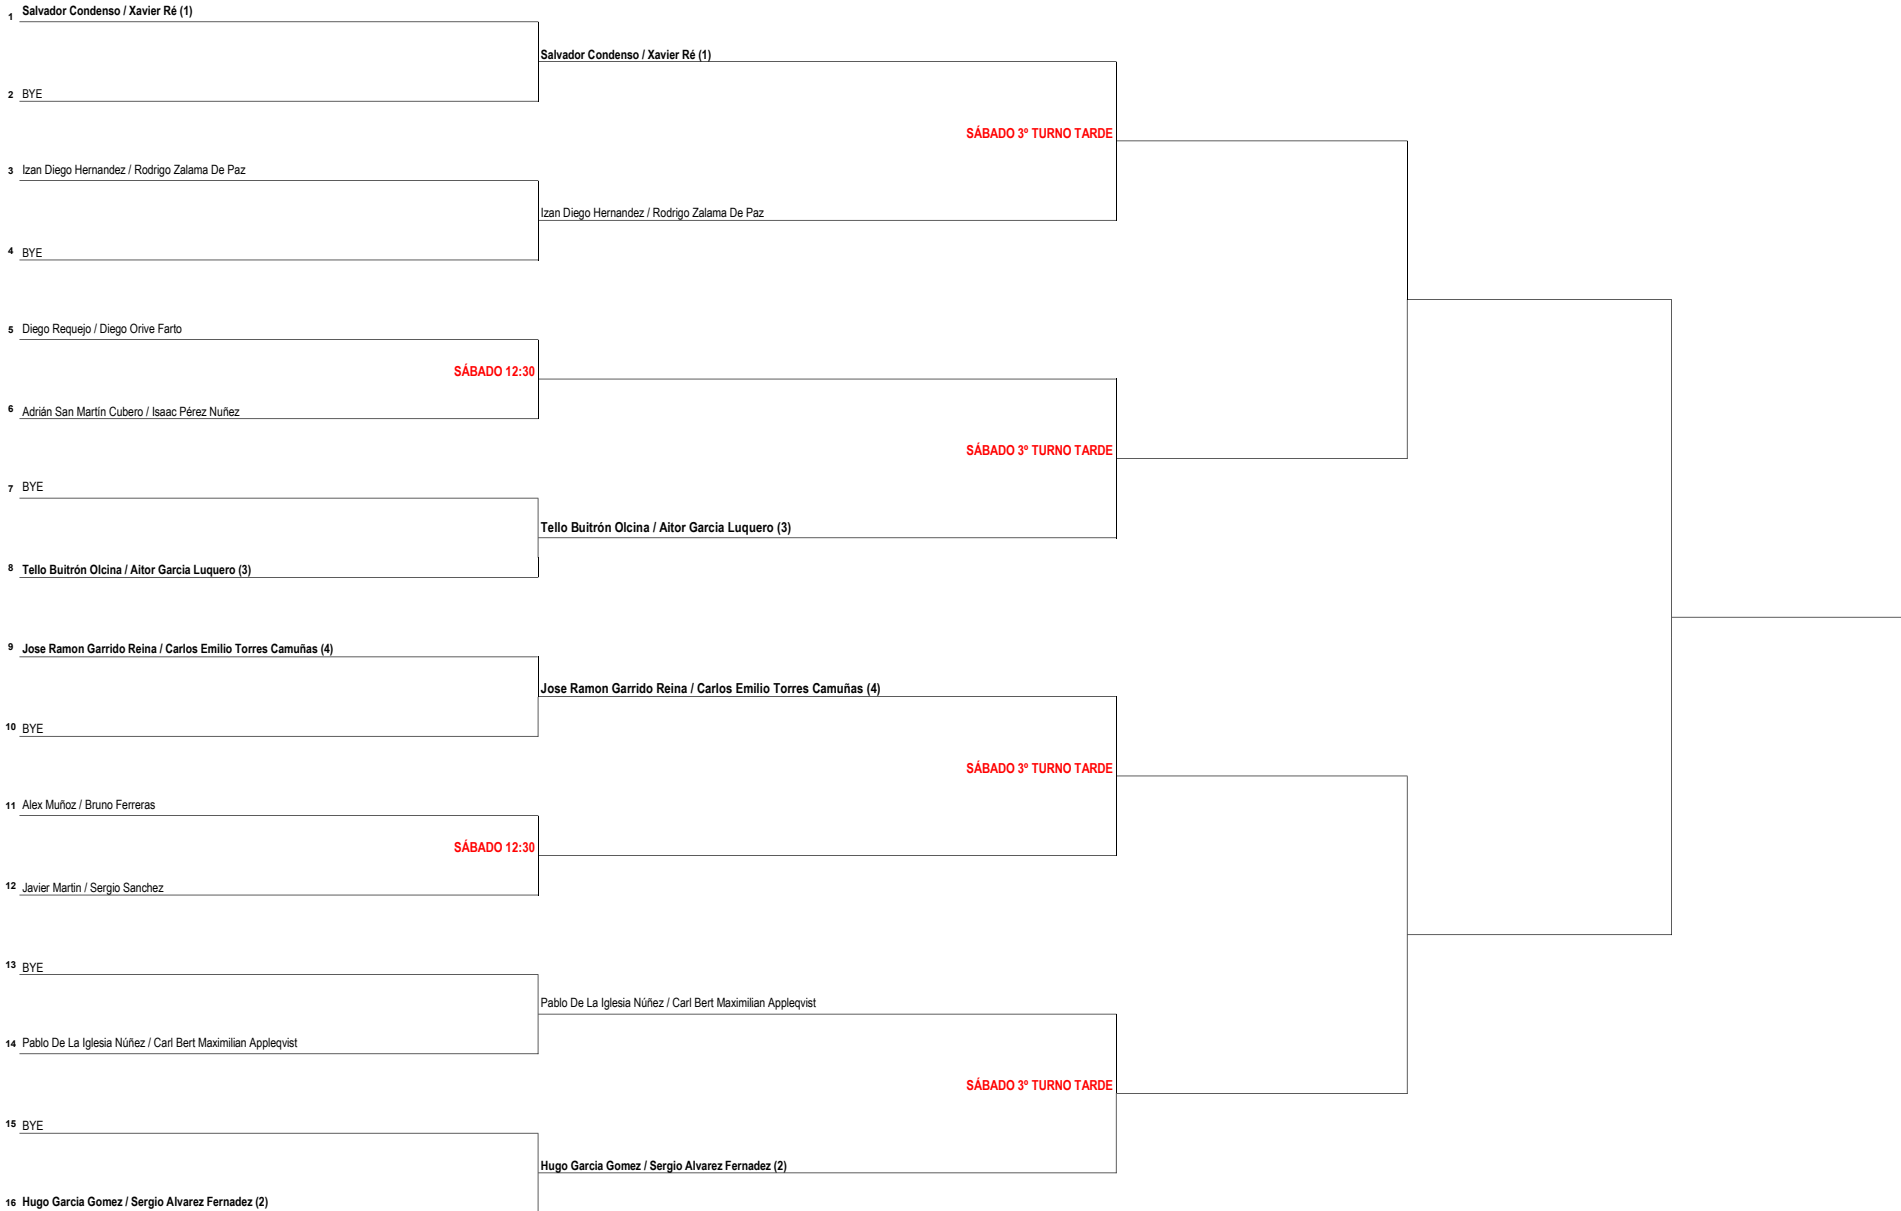 1 Salvador Condenso / Xavier Ré (1)
Salvador Condenso / Xavier Ré (1)
2 BYE
SÁBADO 3º TURNO TARDE
3 Izan Diego Hernandez / Rodrigo Zalama De Paz
Izan Diego Hernandez / Rodrigo Zalama De Paz
4 BYE
5 Diego Requejo / Diego Orive Farto
SÁBADO 12:30
6 Adrián San Martín Cubero / Isaac Pérez Nuñez
SÁBADO 3º TURNO TARDE
7 BYE
Tello Buitrón Olcina / Aitor Garcia Luquero (3)
8 Tello Buitrón Olcina / Aitor Garcia Luquero (3)
9 Jose Ramon Garrido Reina / Carlos Emilio Torres Camuñas (4)
Jose Ramon Garrido Reina / Carlos Emilio Torres Camuñas (4)
10 BYE
SÁBADO 3º TURNO TARDE
11 Alex Muñoz / Bruno Ferreras
SÁBADO 12:30
12 Javier Martin / Sergio Sanchez
13 BYE
Pablo De La Iglesia Núñez / Carl Bert Maximilian Appleqvist
14 Pablo De La Iglesia Núñez / Carl Bert Maximilian Appleqvist
SÁBADO 3º TURNO TARDE
15 BYE
Hugo Garcia Gomez / Sergio Alvarez Fernadez (2)
16 Hugo Garcia Gomez / Sergio Alvarez Fernadez (2)